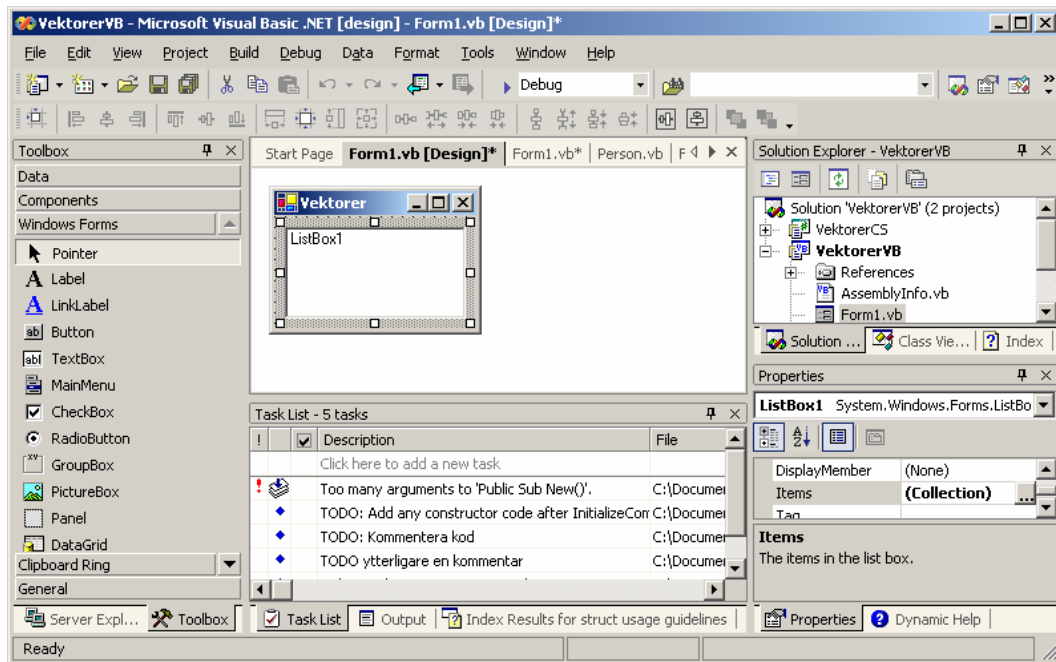 VektorerVB - Microsoft Visual Basic .NET [design] - Form1.vb [Design]*
File Edit View Project Build Debug Data Format Tools Window Help
Debug
Toolbox
Data
Components
Windows Forms
Pointer
Label
LinkLabel
Button
TextBox
MainMenu
CheckBox
RadioButton
GroupBox
PictureBox
Panel
DataGrid
Clipboard Ring
General
Server Expl... Toolbox
Start Page Form1.vb [Design]* Form1.vb* Person.vb F
Vektorer
ListBox1
Task List - 5 tasks
! Description File
Click here to add a new task
Too many arguments to 'Public Sub New()'. C:\Documen
TODO: Add any constructor code after InitializeCom C:\Documen
TODO: Kommentera kod C:\Documen
TODO ytterligare en kommentar C:\Documen
Task List Output Index Results for struct usage guidelines
Solution Explorer - VektorerVB
Solution 'VektorerVB' (2 projects)
VektorerCS
VektorerVB
References
AssemblyInfo.vb
Form1.vb
Solution ... Class Vie... Index
Properties
ListBox1 System.Windows.Forms.ListBo
DisplayMember (None)
Items (Collection) ...
Tag
Items
The items in the list box.
Properties Dynamic Help
Ready